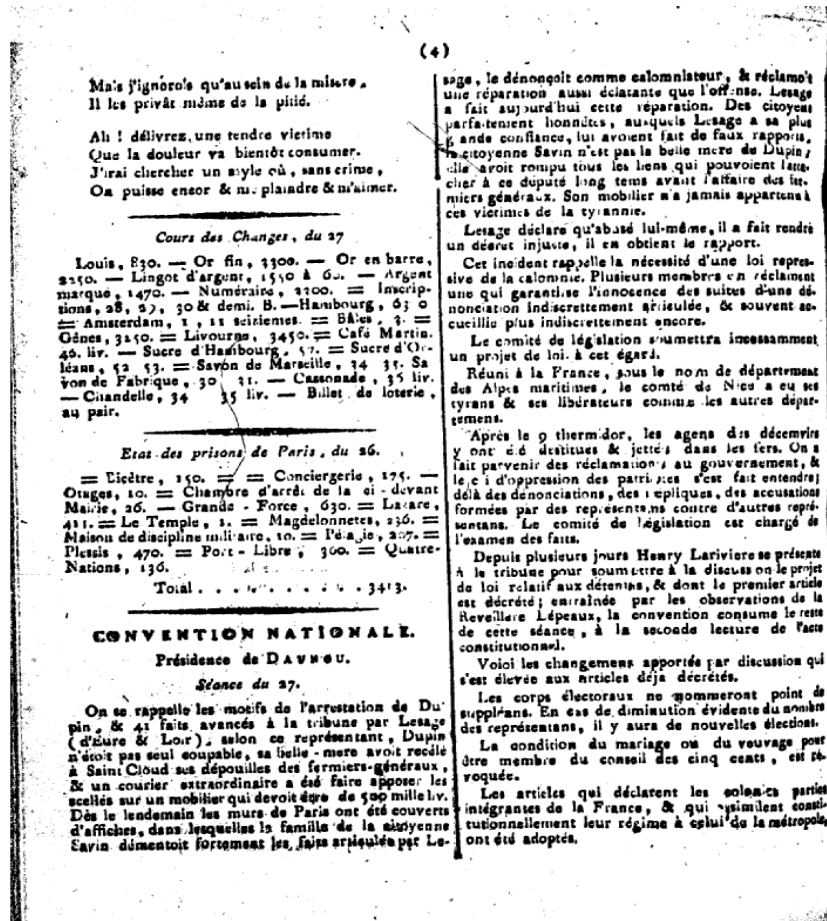 (4)
Mais j'ignorois qu'au sein de la misere,
Il les privât même de la pitié.
Ah ! délivrez, une tendre victime
Que la douleur va bientôt consumer.
J'irai chercher un asyle où, sans crime,
On puisse encor & me plaindre & m'aimer.
Cours des Changes, du 27
Louis, 830. — Or fin, 3300. — Or en barre,
2250. — Lingot d'argent, 1550 à 60. — Argent
marqué, 1470. — Numéraire, 2200. = Inscrip-
tions, 28, 29, 30 & demi. B. — Hambourg, 63 0
= Amsterdam, 1, 11 seiziemes. = Bâles, 3. =
Gênes, 3150. = Livourne, 3450. = Café Martin.
46. liv. — Sucre d'Hambourg, 57. = Sucre d'Or-
léans, 52 53. = Savon de Marseille, 34 35. Sa
von de Fabrique, 30 31. — Cassonade, 35 liv.
— Chandelle, 34 35 liv. — Billet de loterie,
au pair.
Etat des prisons de Paris, du 26.
= Bicêtre, 150. = = Conciergerie, 175. —
Otages, 10. = Chambre d'arrêt de la ci-devant
Mairie, 26. — Grande-Force, 630. = Lazare,
411. = Le Temple, 1. = Magdelonnetes, 236. =
Maison de discipline militaire, 10. = Pélagie, 207. =
Plessis, 470. = Port-Libre, 360. = Quatre-
Nations, 136.
Total . . . . . . . . . 3413.
CONVENTION NATIONALE.
Présidence de DAUNOU.
Séance du 27.
On se rappelle les motifs de l'arrestation de Du
pin, & 41 faits avancés à la tribune par Lesage
(d'Eure & Loir); selon ce représentant, Dupin
n'étoit pas seul coupable, sa belle-mere avoit recélé
à Saint Cloud ses dépouilles des fermiers-généraux,
& un courier extraordinaire a été faire apposer les
scellés sur un mobilier qui devoit être de 500 mille liv.
Dès le lendemain les murs de Paris ont été couverts
d'affiches, dans lesquelles la famille de la citoyenne
Savin démentoit fortement les faits articulés par Le-
sage, le dénonçoit comme calomniateur, & réclamoit
une réparation aussi éclatante que l'offense. Lesage
a fait aujourd'hui cette réparation. Des citoyens
parfaitement honnêtes, auxquels Lesage a sa plus
grande confiance, lui avoient fait de faux rapports,
la citoyenne Savin n'est pas la belle mere de Dupin;
elle avoit rompu tous les liens qui pouvoient l'atta-
cher à ce député long tems avant l'affaire des fer-
miers généraux. Son mobilier n'a jamais appartenu à
ces victimes de la tyrannie.
Lesage déclare qu'abusé lui-même, il a fait rendre
un décret injuste, il en obtient le rapport.
Cet incident rappelle la nécessité d'une loi repres-
sive de la calomnie. Plusieurs membres en réclament
une qui garantisse l'innocence des suites d'une dé-
nonciation indiscrettement articulée, & souvent ac-
cueillie plus indiscrettement encore.
Le comité de législation soumettra incessamment
un projet de loi à cet égard.
Réuni à la France, sous le nom de département
des Alpes maritimes, le comté de Nice a eu ses
tyrans & ses libérateurs comme les autres dépar-
temens.
Après le 9 thermidor, les agens des décemvirs
y ont été destitués & jettés dans les fers. On a
fait parvenir des réclamations au gouvernement, &
le cri d'oppression des patriotes s'est fait entendre;
delà des dénonciations, des répliques, des accusations
formées par des représentans contre d'autres repré-
sentans. Le comité de législation est chargé de
l'examen des faits.
Depuis plusieurs jours Henry Lariviere se présente
à la tribune pour soumettre à la discussion le projet
de loi relatif aux détenus, & dont le premier article
est décrété; entraînée par les observations de la
Reveillere Lépeaux, la convention consume le reste
de cette séance, à la seconde lecture de l'acte
constitutionnel.
Voici les changemens apportés par discussion qui
s'est élevée aux articles déja décrétés.
Les corps électoraux ne nommeront point de
suppléans. En cas de diminution évidente du nombre
des représentans, il y aura de nouvelles élections.
La condition du mariage ou du veuvage pour
être membre du conseil des cinq cents, est ré-
voquée.
Les articles qui déclarent les colonies parties
intégrantes de la France, & qui assimilent consti-
tutionnellement leur régime à celui de la métropole,
ont été adoptés.